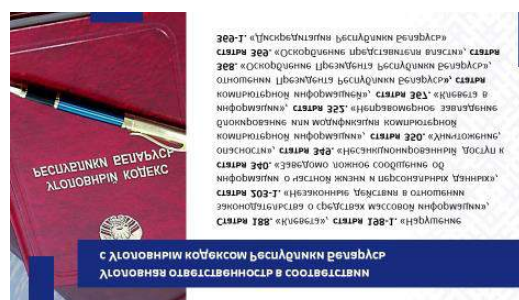 Уголовная ответственность в соответствии
с Уголовным кодексом Республики Беларусь
УГОЛОВНЫЙ КОДЕКС
РЕСПУБЛИКИ БЕЛАРУСЬ
Статья 188. «Клевета», статья 198-1. «Нарушение
законодательства о средствах массовой информации»,
статья 203-1. «Незаконные действия в отношении
информации о частной жизни и персональных данных»,
статья 340. «Заведомо ложное сообщение об
опасности», статья 349. «Несанкционированный доступ к
компьютерной информации», статья 350. «Уничтожение,
блокирование или модификация компьютерной
информации», статья 352. «Неправомерное завладение
компьютерной информацией», статья 367. «Клевета в
отношении Президента Республики Беларусь», статья
368. «Оскорбление Президента Республики Беларусь»,
статья 369. «Оскорбление представителя власти», статья
369-1. «Дискредитация Республики Беларусь»